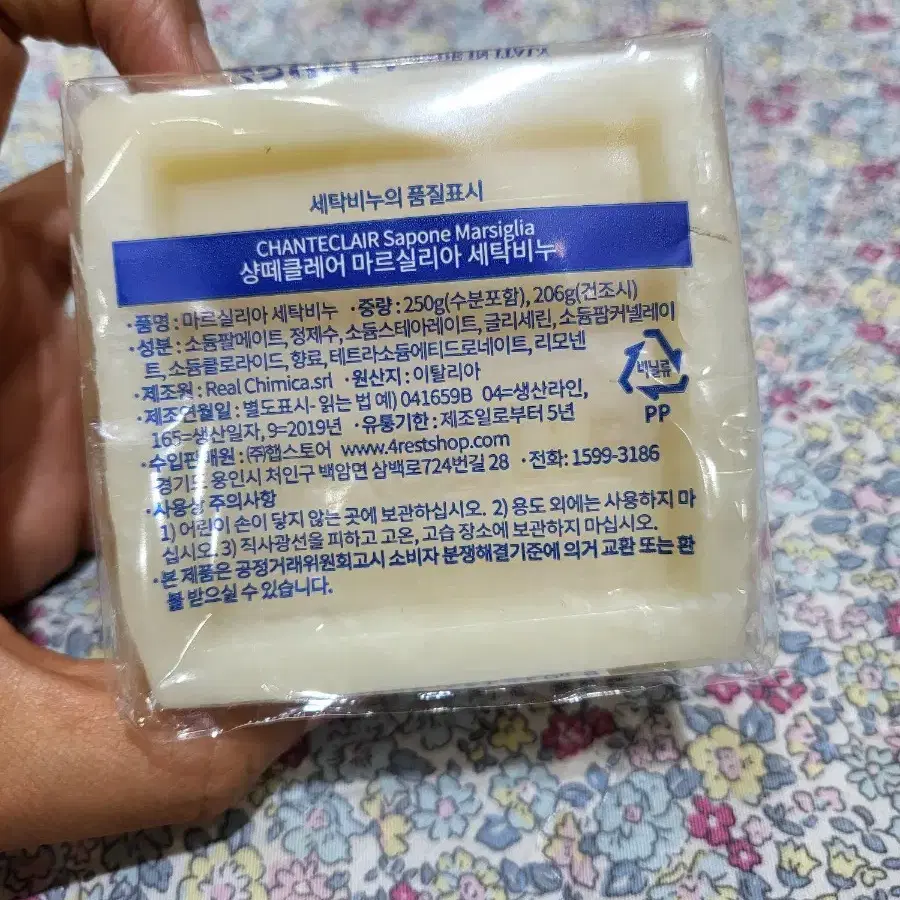 세탁비누의 품질표시
CHANTECLAIR Sapone Marsiglia
샹떼클레어 마르실리아 세탁비누
·품명 : 마르실리아 세탁비누 ·중량 : 250g(수분포함), 206g(건조시)
·성분 : 소듐팔메이트, 정제수, 소듐스테아레이트, 글리세린, 소듐팜커넬레이
트, 소듐클로라이드, 향료, 테트라소듐에티드로네이트, 리모넨
·제조원 : Real Chimica.srl ·원산지 : 이탈리아
·제조연월일 : 별도표시- 읽는 법 예) 041659B 04=생산라인,
165=생산일자, 9=2019년 ·유통기한 : 제조일로부터 5년
·수입판매원 : ㈜햅스토어 www.4restshop.com
경기도 용인시 처인구 백암면 삼백로724번길 28 ·전화: 1599-3186
·사용상 주의사항
1) 어린이 손이 닿지 않는 곳에 보관하십시오. 2) 용도 외에는 사용하지 마
십시오. 3) 직사광선을 피하고 고온, 고습 장소에 보관하지 마십시오.
·본 제품은 공정거래위원회고시 소비자 분쟁해결기준에 의거 교환 또는 환
불 받으실 수 있습니다.
비닐류
PP